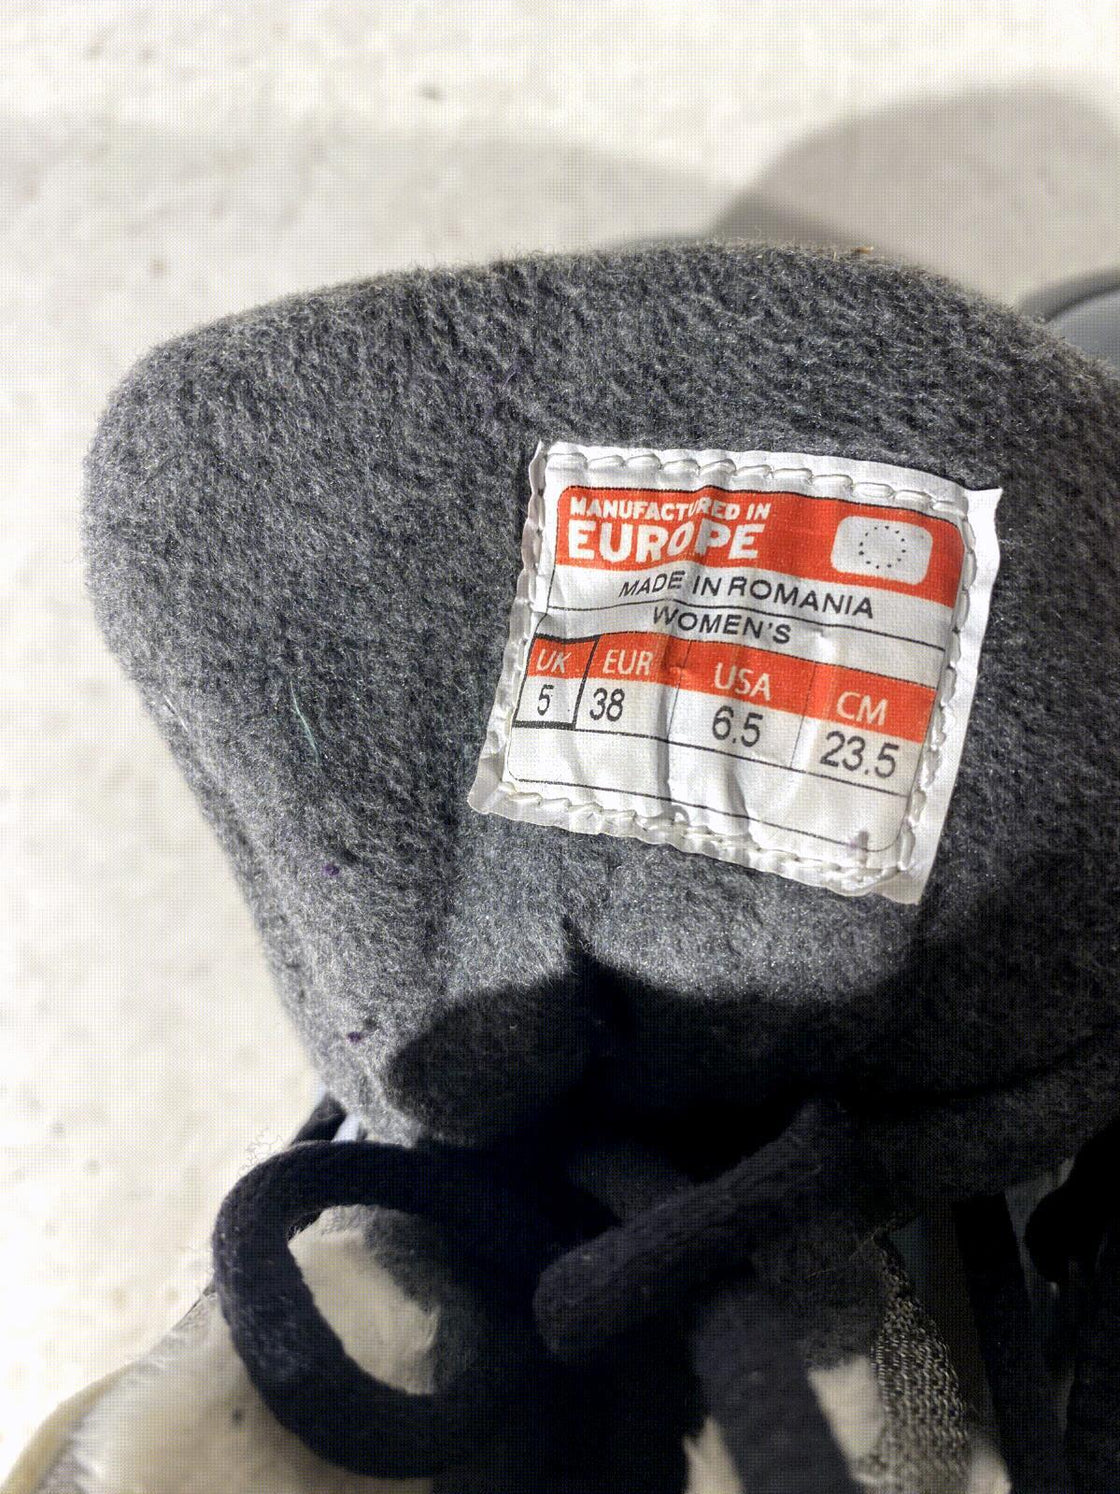 MANUFACTURED IN
EUROPE
MADE IN ROMANIA
WOMEN'S
UK EUR USA CM
5 38 6.5 23.5